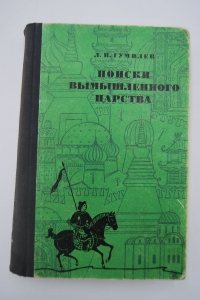 Л. Н. ГУМИЛЕВ
ПОИСКИ
ВЫМЫШЛЕННОГО
ЦАРСТВА